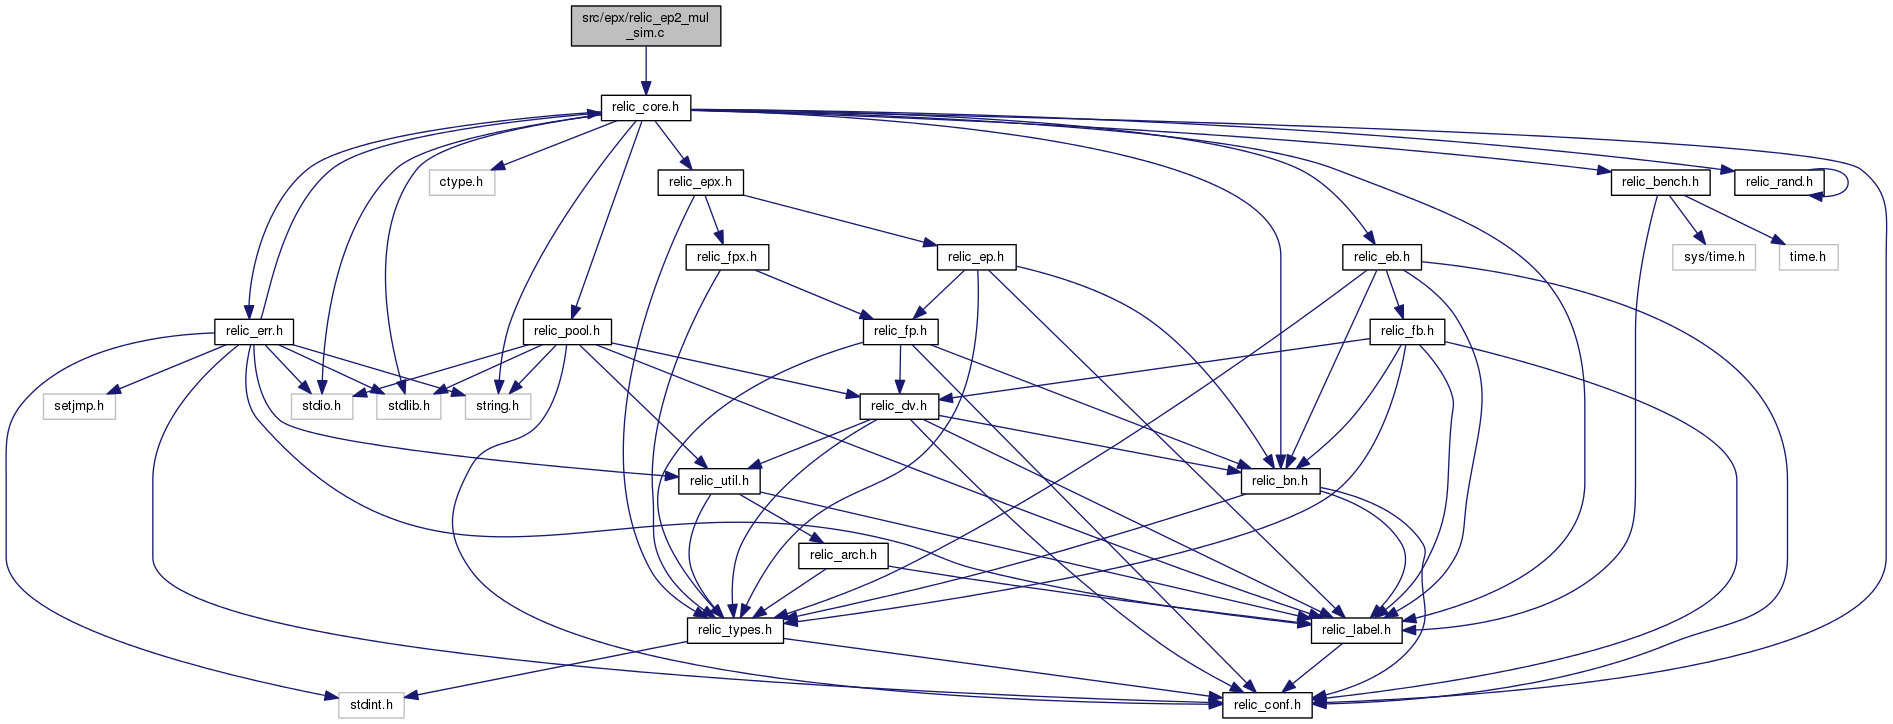 src/epx/relic_ep2_mul
_sim.c
relic_core.h
ctype.h
relic_epx.h
relic_bench.h
relic_rand.h
relic_fpx.h
relic_ep.h
relic_eb.h
sys/time.h
time.h
relic_err.h
relic_pool.h
relic_fp.h
relic_fb.h
setjmp.h
stdio.h
stdlib.h
string.h
relic_dv.h
relic_util.h
relic_bn.h
relic_arch.h
relic_types.h
relic_label.h
stdint.h
relic_conf.h